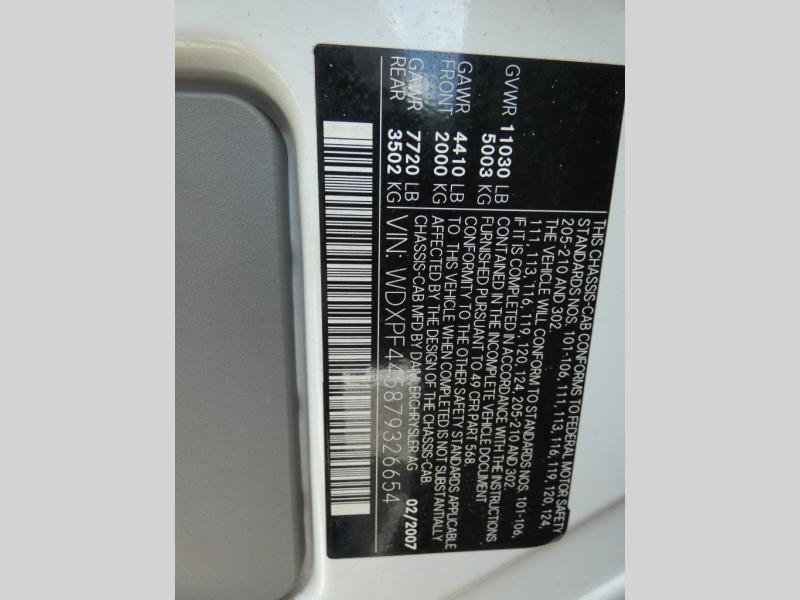 THIS CHASSIS-CAB CONFORMS TO FEDERAL MOTOR SAFETY
STANDARDS NOS. 101-106, 111, 113, 116, 119, 120, 124,
205-210 AND 302.
THE VEHICLE WILL CONFORM TO STANDARDS NOS. 101-106,
111, 113, 116, 119, 120, 124, 205-210 AND 302,
IF IT IS COMPLETED IN ACCORDANCE WITH THE INSTRUCTIONS
CONTAINED IN THE INCOMPLETE VEHICLE DOCUMENT
FURNISHED PURSUANT TO 49 CFR PART 568.
CONFORMITY TO THE OTHER SAFETY STANDARDS APPLICABLE
TO THIS VEHICLE WHEN COMPLETED IS NOT SUBSTANTIALLY
AFFECTED BY THE DESIGN OF THE CHASSIS-CAB.
CHASSIS-CAB MFD BY DAIMLERCHRYSLER AG 02/2007
GVWR 11030 LB
5003 KG
GAWR 4410 LB
FRONT 2000 KG
GAWR 7720 LB
REAR 3502 KG
VIN: WDXPF445879326654